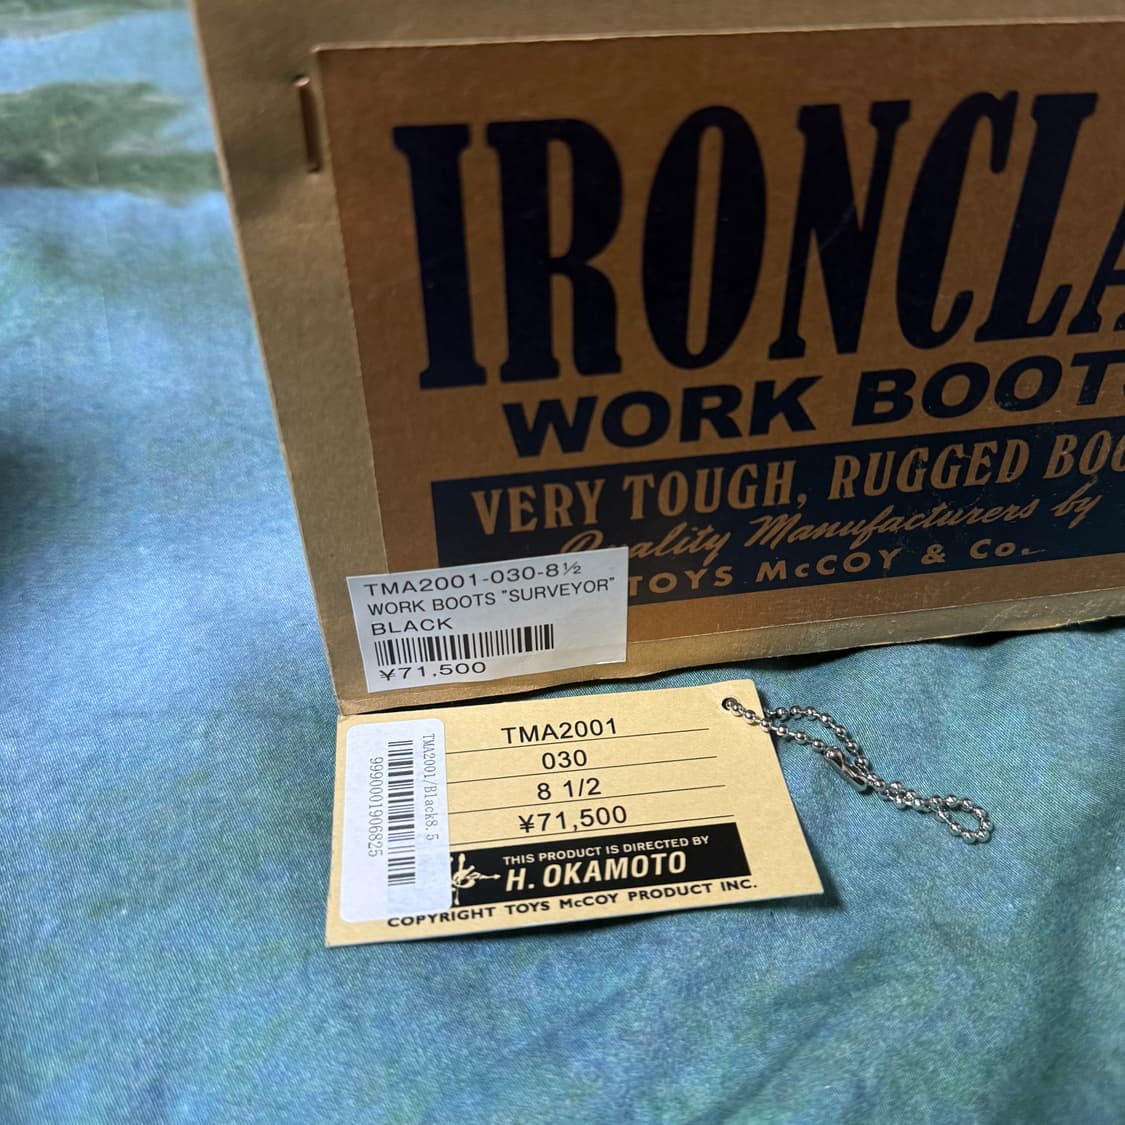 IRONCLA
WORK BOOTS
VERY TOUGH, RUGGED BOO
Quality Manufacturers by
TOYS McCOY & Co.
TMA2001-030-8½
WORK BOOTS "SURVEYOR"
BLACK
¥71,500
TMA2001
030
8 1/2
¥71,500
THIS PRODUCT IS DIRECTED BY
H. OKAMOTO
COPYRIGHT TOYS McCOY PRODUCT INC.
TMA2001/Black8.5
9990001906825